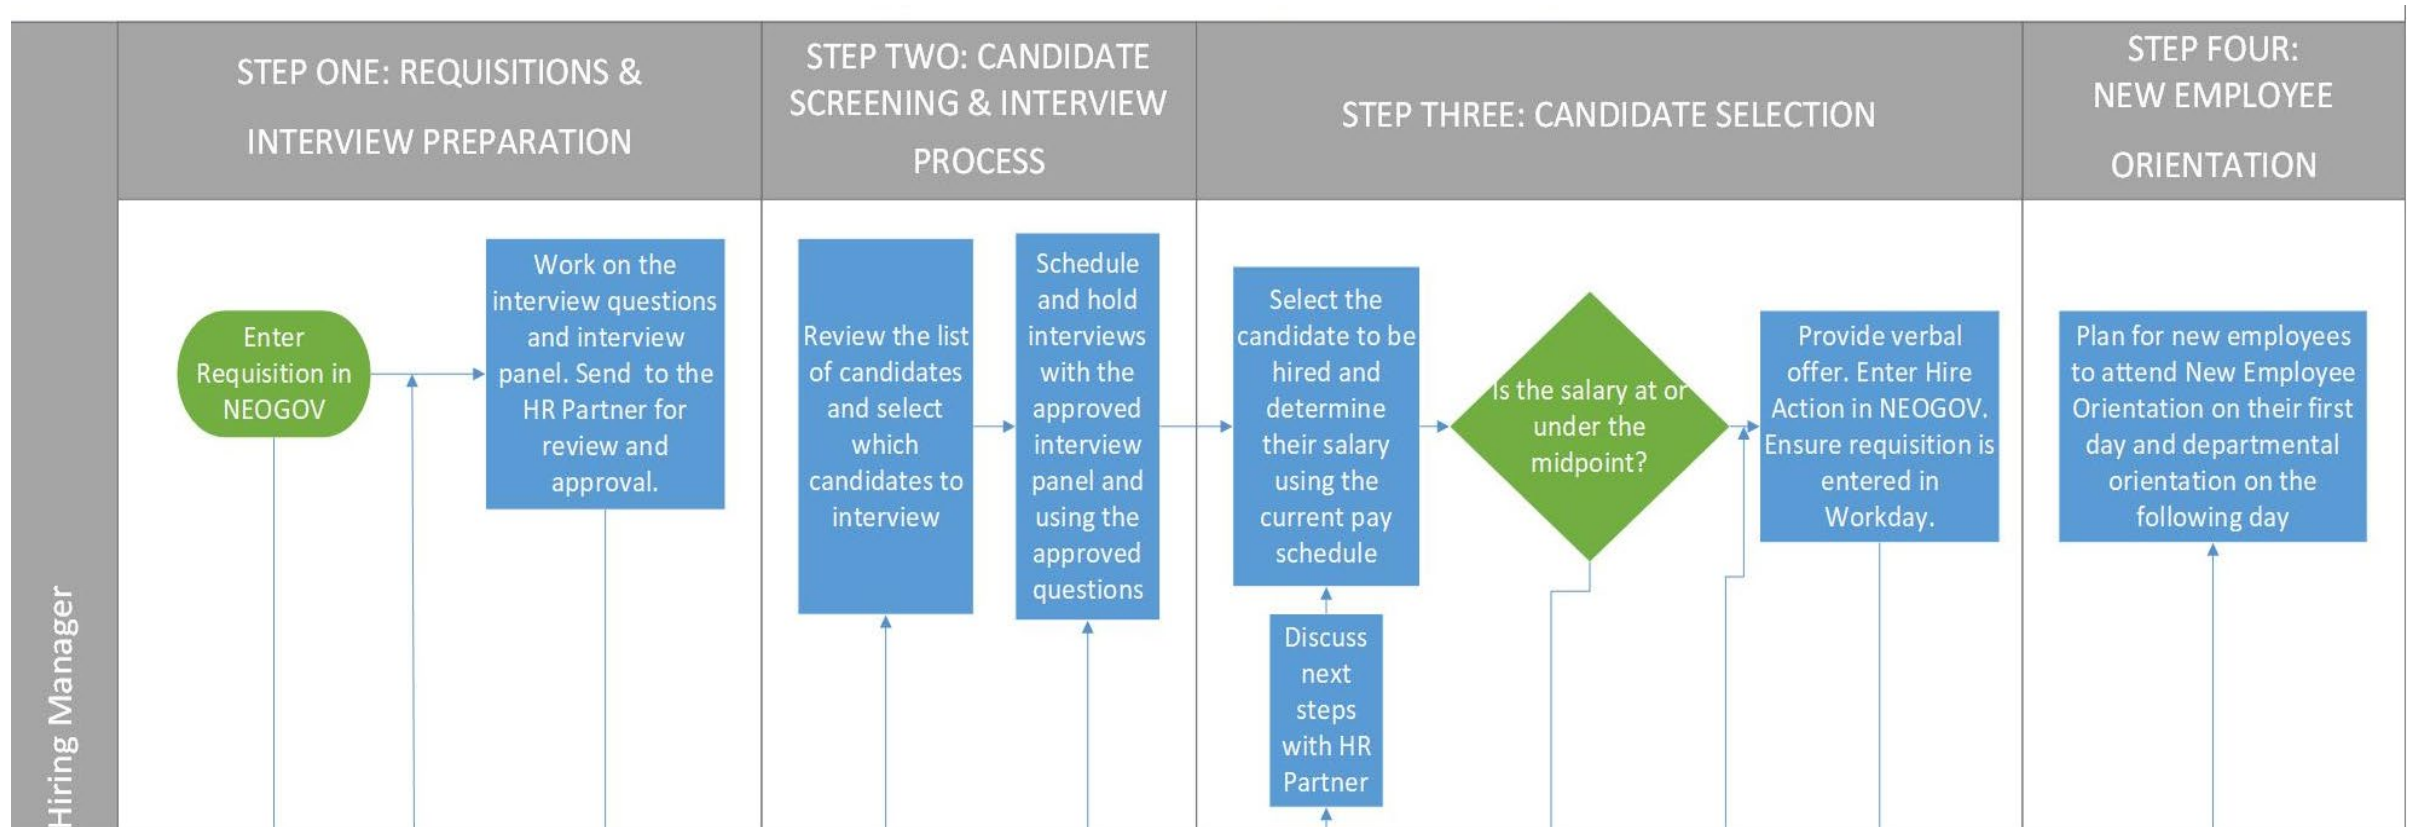 STEP ONE: REQUISITIONS &
INTERVIEW PREPARATION
STEP TWO: CANDIDATE
SCREENING & INTERVIEW
PROCESS
STEP THREE: CANDIDATE SELECTION
STEP FOUR:
NEW EMPLOYEE
ORIENTATION
Hiring Manager
Enter
Requisition in
NEOGOV
Work on the
interview questions
and interview
panel. Send to the
HR Partner for
review and
approval.
Review the list
of candidates
and select
which
candidates to
interview
Schedule
and hold
interviews
with the
approved
interview
panel and
using the
approved
questions
Select the
candidate to be
hired and
determine
their salary
using the
current pay
schedule
Discuss
next
steps
with HR
Partner
Is the salary at or
under the
midpoint?
Provide verbal
offer. Enter Hire
Action in NEOGOV.
Ensure requisition is
entered in
Workday.
Plan for new employees
to attend New Employee
Orientation on their first
day and departmental
orientation on the
following day